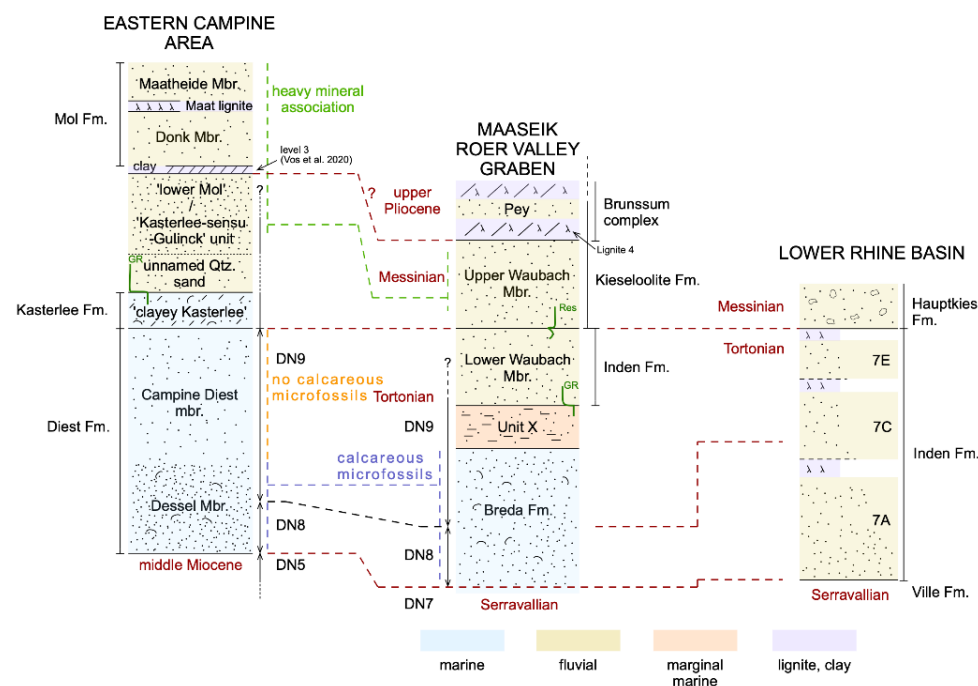 EASTERN CAMPINE
AREA
Maatheide Mbr.
Maat lignite
Donk Mbr.
Mol Fm.
clay
level 3
(Vos et al. 2020)
heavy mineral
association
?
'lower Mol'
/
'Kasterlee-sensu
-Gulinck' unit
GR
unnamed Qtz.
sand
Kasterlee Fm.
'clayey Kasterlee'
DN9
no calcareous
microfossils
Campine Diest
mbr.
Diest Fm.
calcareous
microfossils
Dessel Mbr.
DN8
middle Miocene
DN5
MAASEIK
ROER VALLEY
GRABEN
?
upper
Pliocene
Pey
Brunssum
complex
Lignite 4
Messinian
Upper Waubach
Mbr.
Kieseloolite Fm.
Res
?
Lower Waubach
Mbr.
Inden Fm.
Tortonian
GR
DN9
Unit X
Breda Fm.
DN8
DN7
Serravallian
LOWER RHINE BASIN
Messinian
Hauptkies
Fm.
Tortonian
7E
7C
Inden Fm.
7A
Serravallian
Ville Fm.
marine
fluvial
marginal
marine
lignite, clay